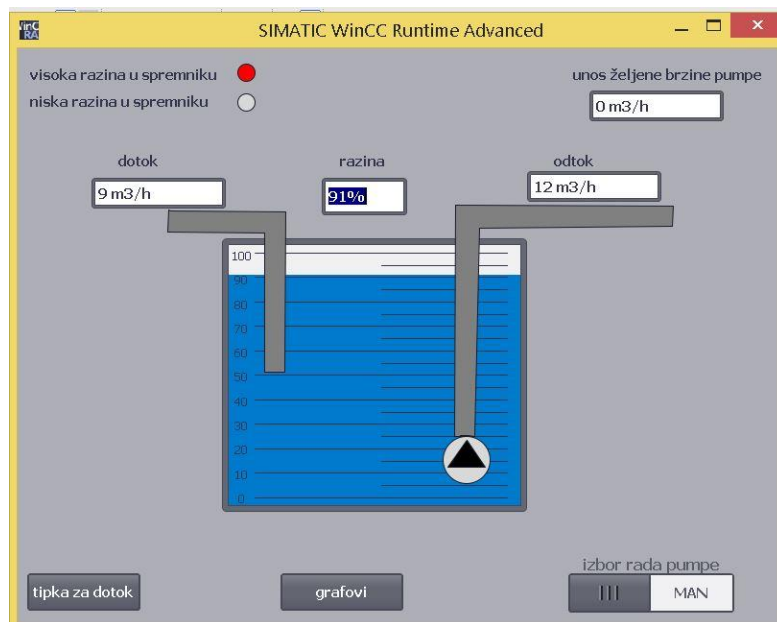 WinC
RA
SIMATIC WinCC Runtime Advanced
visoka razina u spremniku
niska razina u spremniku
unos željene brzine pumpe
0 m3/h
dotok
razina
odtok
9 m3/h
91%
12 m3/h
100
90
80
70
60
50
40
30
20
10
0
izbor rada pumpe
tipka za dotok
grafovi
MAN